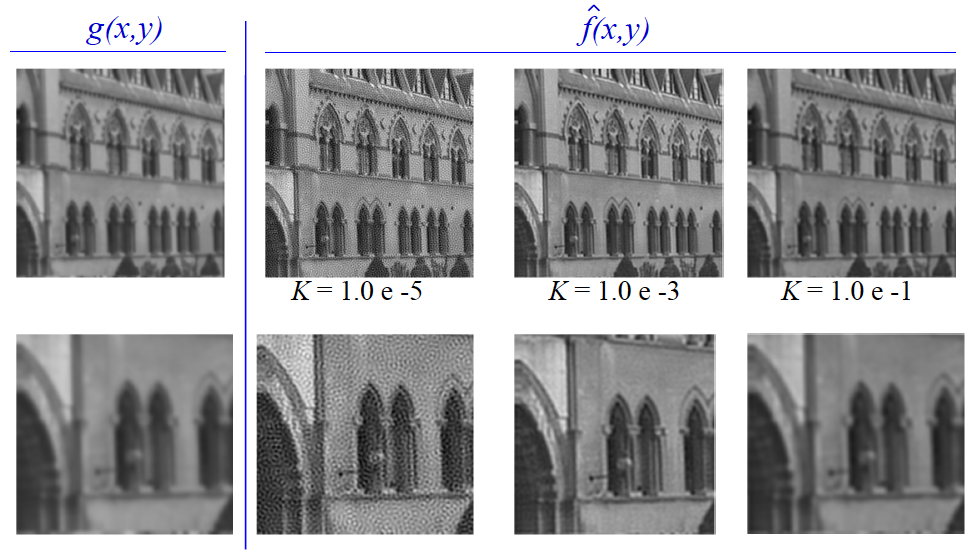 g(x,y)
f̂(x,y)
K = 1.0 e -5
K = 1.0 e -3
K = 1.0 e -1